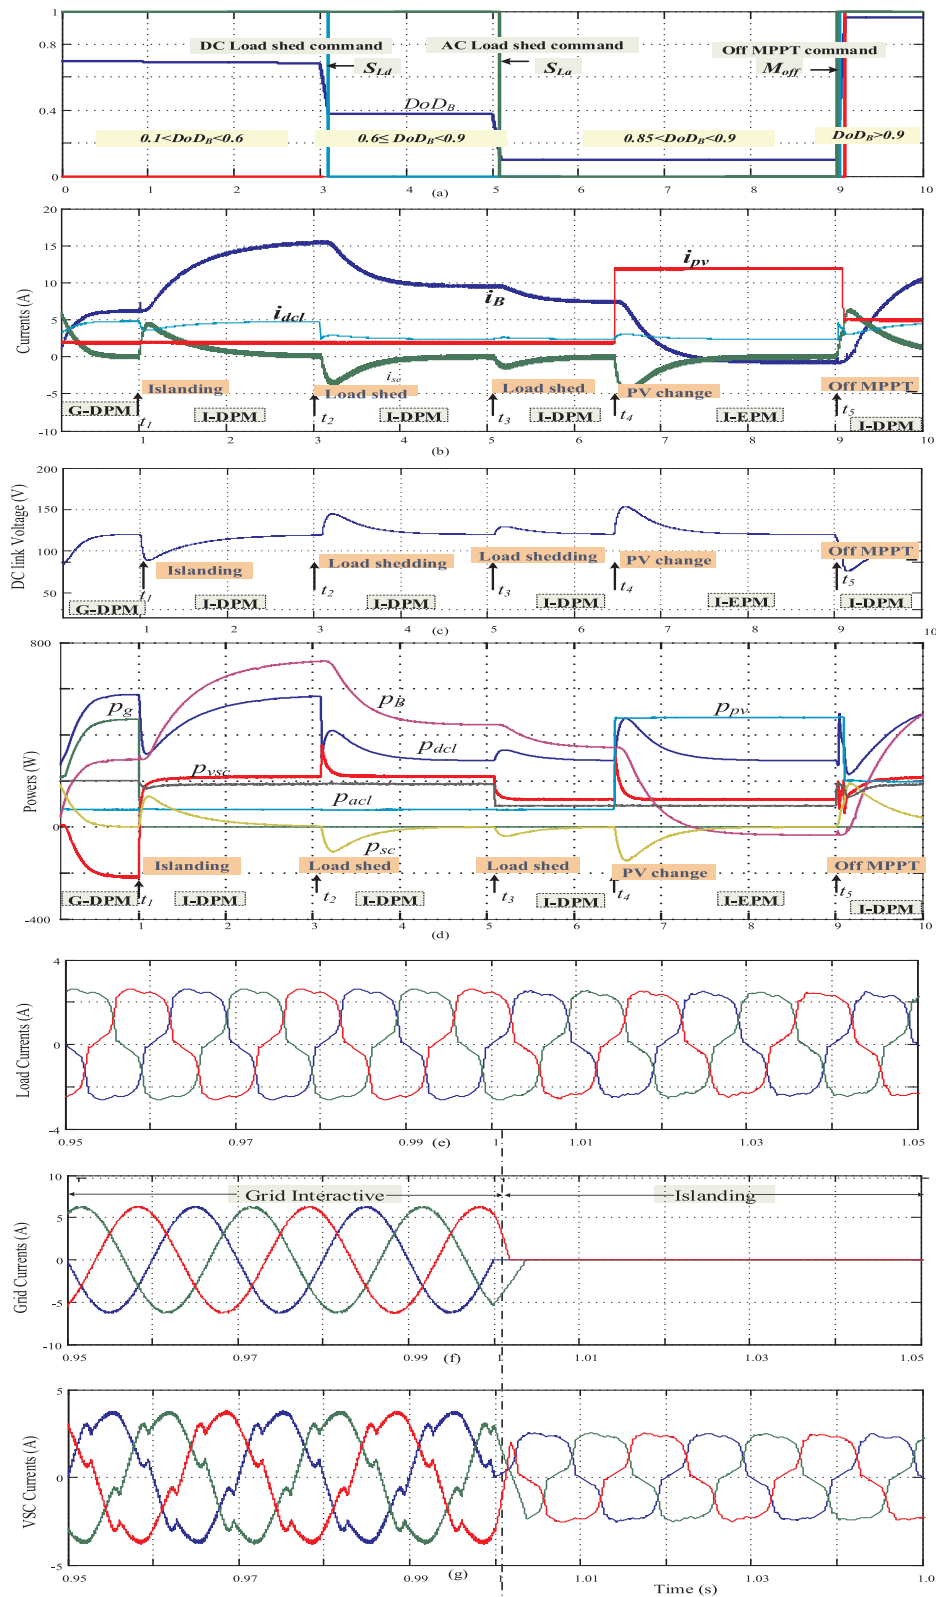 1
DC Load shed command
AC Load shed command
Off MPPT command
0.8
S_Ld
S_La
M_off
0.4
DoD_B
0.1<DoD_B<0.6
0.6≤ DoD_B<0.9
0.85<DoD_B<0.9
DoD_B>0.9
0
0 1 2 3 4 5 6 7 8 9 10
(a)
Currents (A)
20
15
10
5
0
-5
-10
i_pv
i_B
i_dcl
i_sc
Islanding
Load shed
Load shed
PV change
Off MPPT
G-DPM
t_1
I-DPM
t_2
I-DPM
t_3
I-DPM
t_4
I-EPM
t_5
I-DPM
0 1 2 3 4 5 6 7 8 9 10
(b)
DC link Voltage (V)
200
150
100
50
Islanding
Load shedding
Load shedding
PV change
Off MPPT
G-DPM
t_1
I-DPM
t_2
I-DPM
t_3
I-DPM
t_4
I-EPM
t_5
I-DPM
1 2 3 4 5 6 7 8 9 10
(c)
Powers (W)
800
400
0
-400
p_g
p_B
p_pv
p_dcl
p_vsc
p_acl
p_sc
Islanding
Load shed
Load shed
PV change
Off MPPT
G-DPM
t_1
I-DPM
t_2
I-DPM
t_3
I-DPM
t_4
I-EPM
t_5
I-DPM
1 2 3 4 5 6 7 8 9 10
(d)
Load Currents (A)
4
2
0
-2
-4
0.95 0.97 0.99 1 1.01 1.03 1.05
(e)
Grid Currents (A)
10
5
0
-5
-10
Grid Interactive
Islanding
0.95 0.97 0.99 1 1.01 1.03 1.05
(f)
VSC Currents (A)
5
0
-5
0.95 0.97 0.99 1 1.01 1.03 1.0
(g)
Time (s)